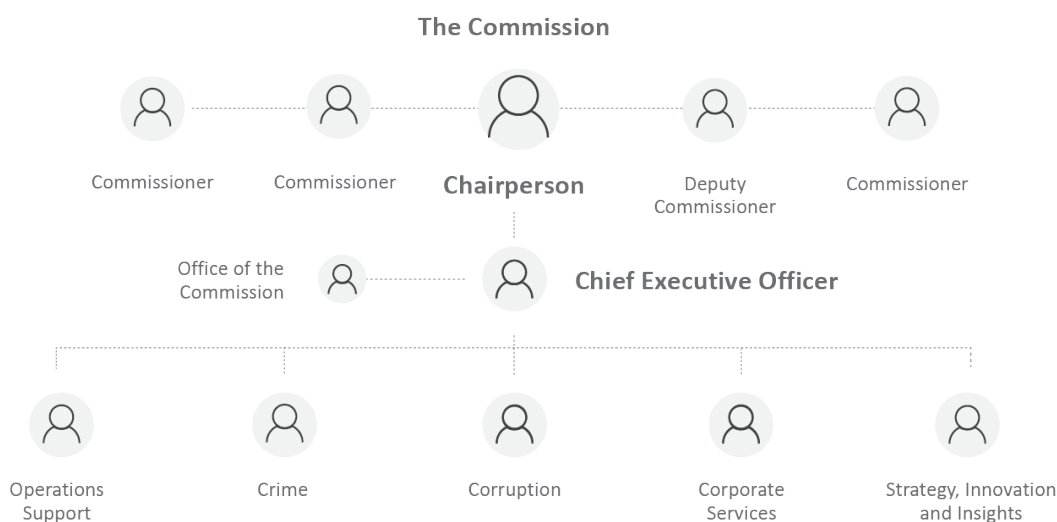 The Commission
Commissioner
Commissioner
Chairperson
Deputy
Commissioner
Commissioner
Office of the
Commission
Chief Executive Officer
Operations
Support
Crime
Corruption
Corporate
Services
Strategy, Innovation
and Insights